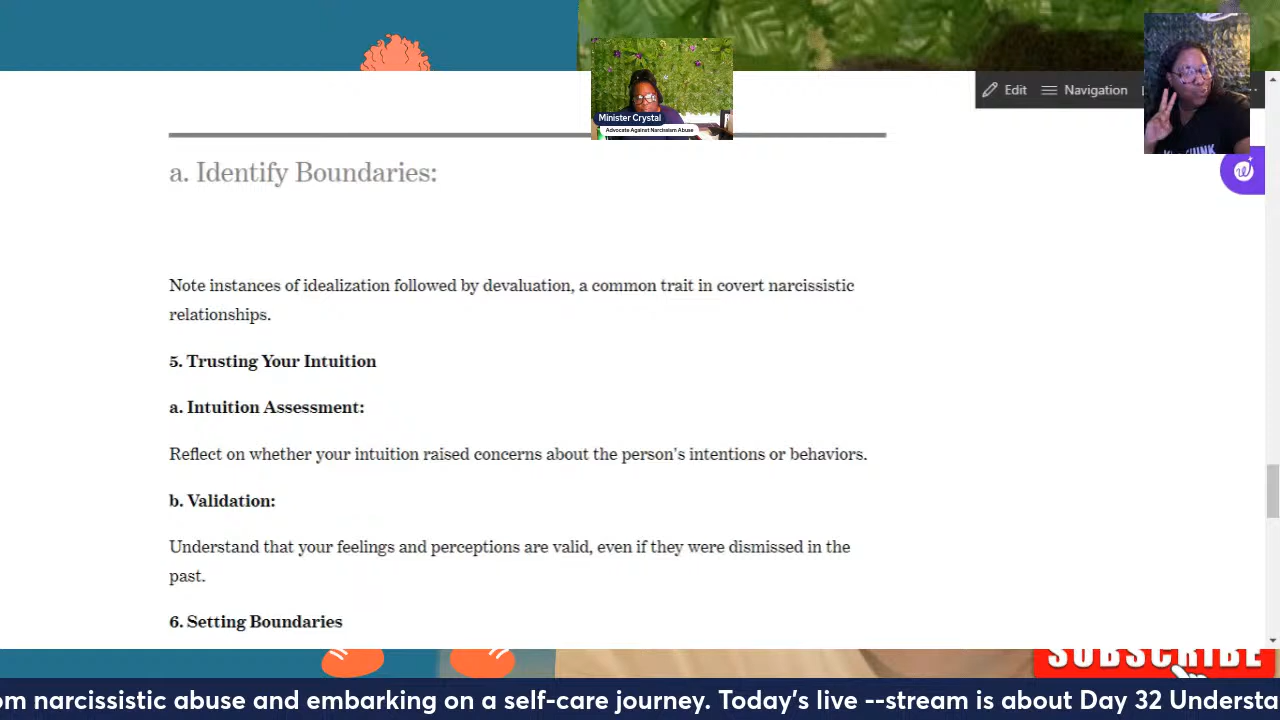 Edit
Navigation
Minister Crystal
Advocate Against Narcissism Abuse
a. Identify Boundaries:
Note instances of idealization followed by devaluation, a common trait in covert narcissistic
relationships.
5. Trusting Your Intuition
a. Intuition Assessment:
Reflect on whether your intuition raised concerns about the person's intentions or behaviors.
b. Validation:
Understand that your feelings and perceptions are valid, even if they were dismissed in the
past.
6. Setting Boundaries
SUBSCRIBE
om narcissistic abuse and embarking on a self-care journey. Today's live --stream is about Day 32 Understa